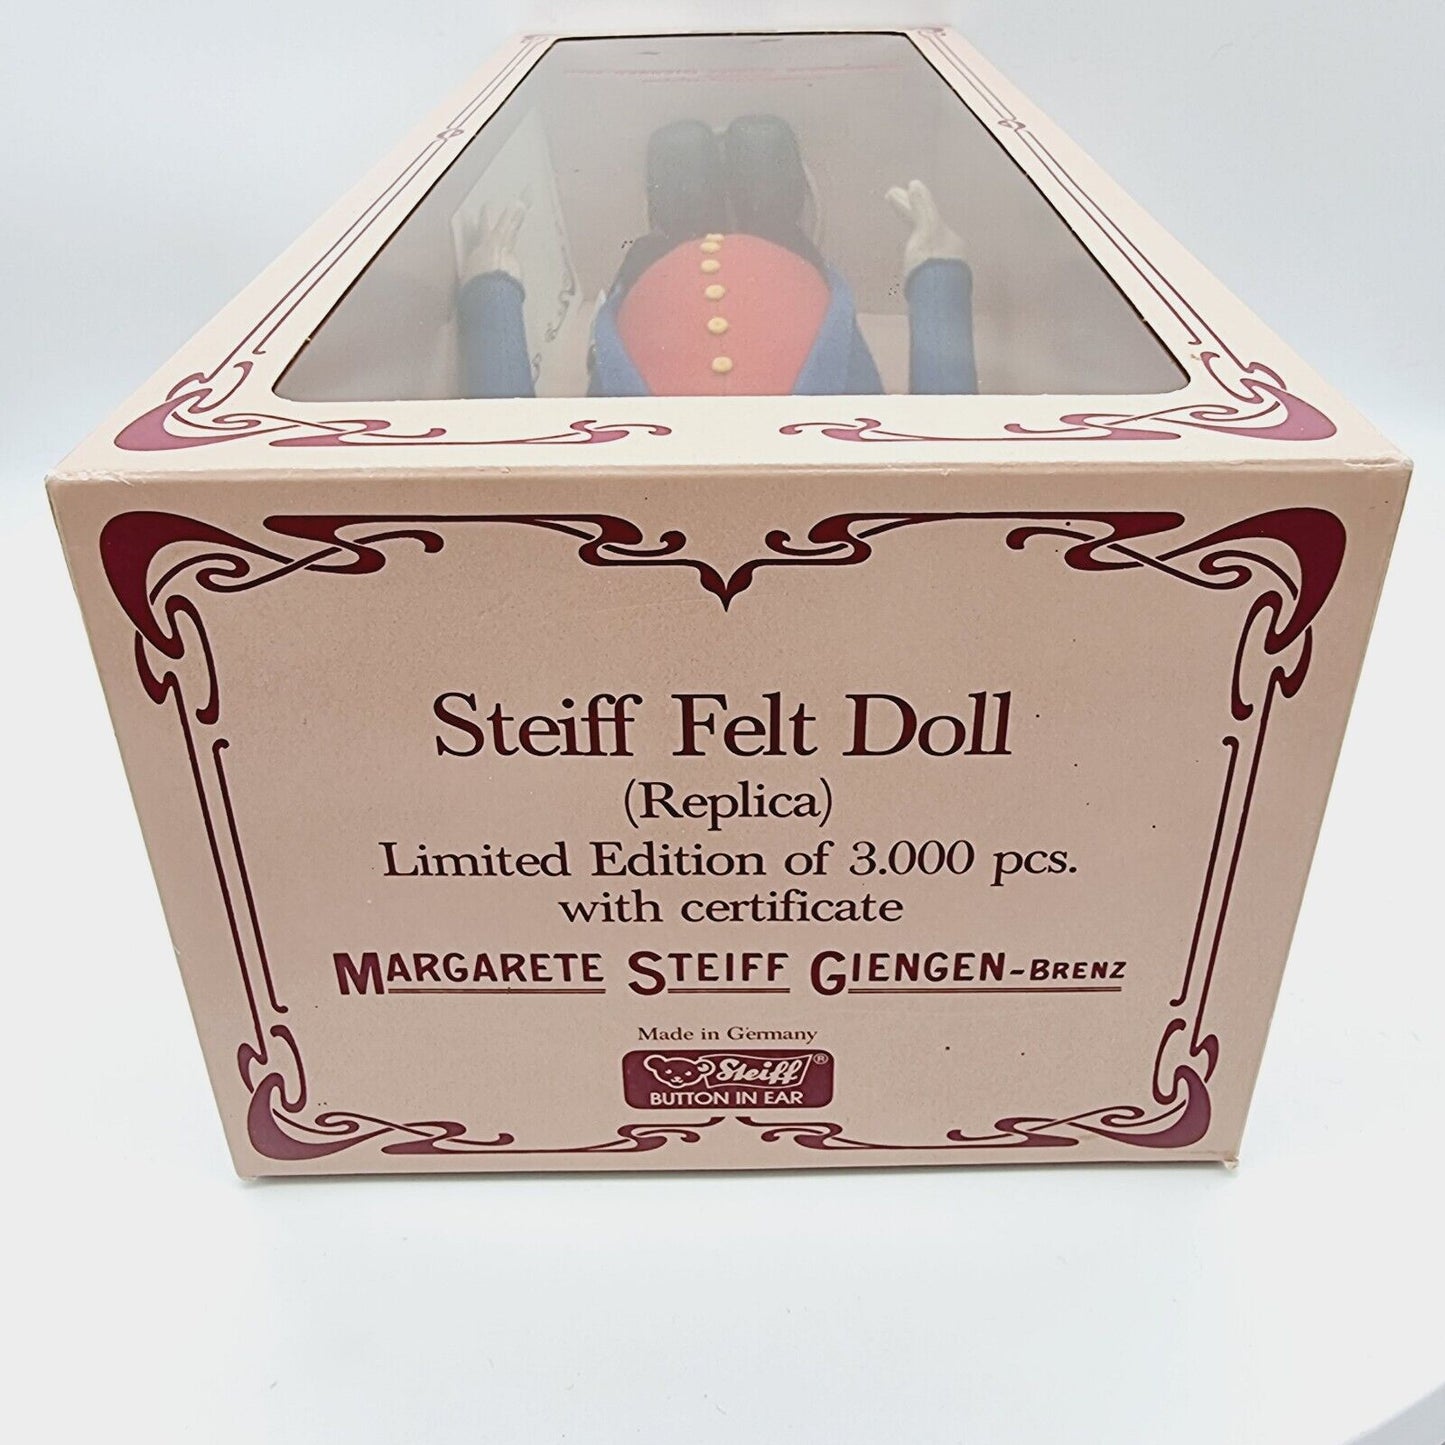 Steiff Felt Doll
(Replica)
Limited Edition of 3.000 pcs.
with certificate
MARGARETE STEIFF GIENGEN-BRENZ
Made in Germany
Steiff ®
BUTTON IN EAR